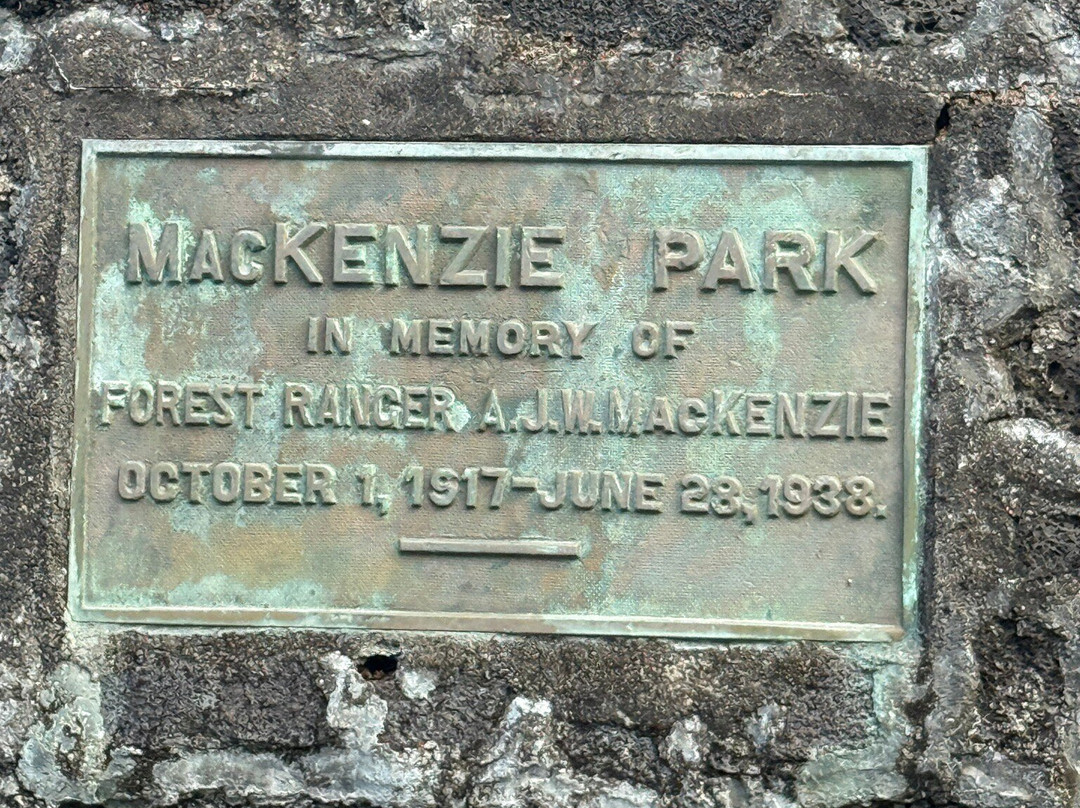 MACKENZIE PARK
IN MEMORY OF
FOREST RANGER A.J.W. MACKENZIE
OCTOBER 1, 1917-JUNE 28, 1938.